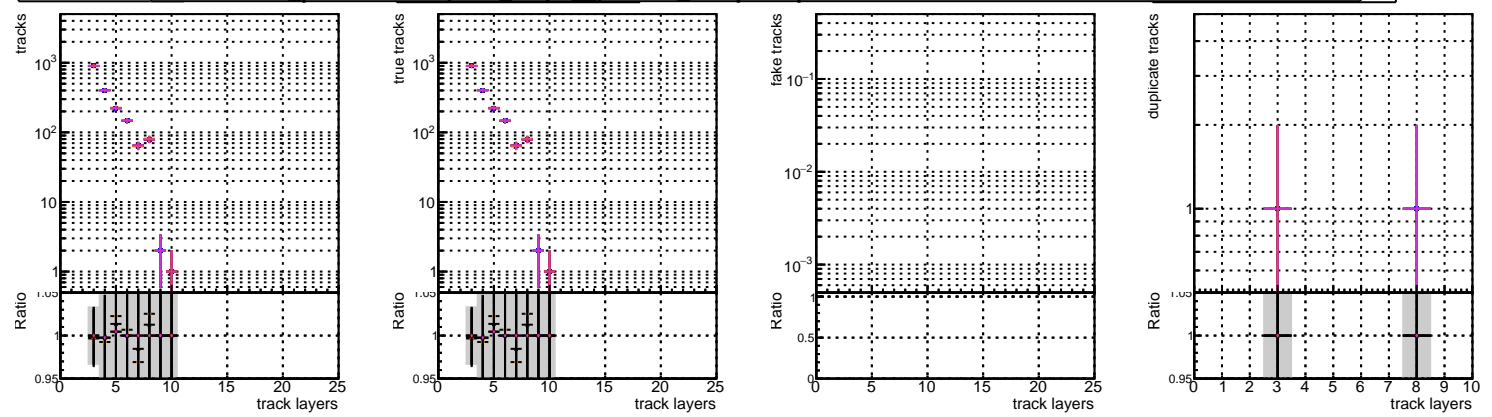 tracks
10³
10²
10
1
1.05
Ratio
1
0.95
0 5 10 15 20 25
track layers
true tracks
10³
10²
10
1
1.05
Ratio
1
0.95
0 5 10 15 20 25
track layers
fake tracks
10⁻¹
10⁻²
10⁻³
Ratio
1
0.5
0
0 5 10 15 20 25
track layers
duplicate tracks
1
1.05
Ratio
1
0.95
0 1 2 3 4 5 6 7 8 9 10
track layers